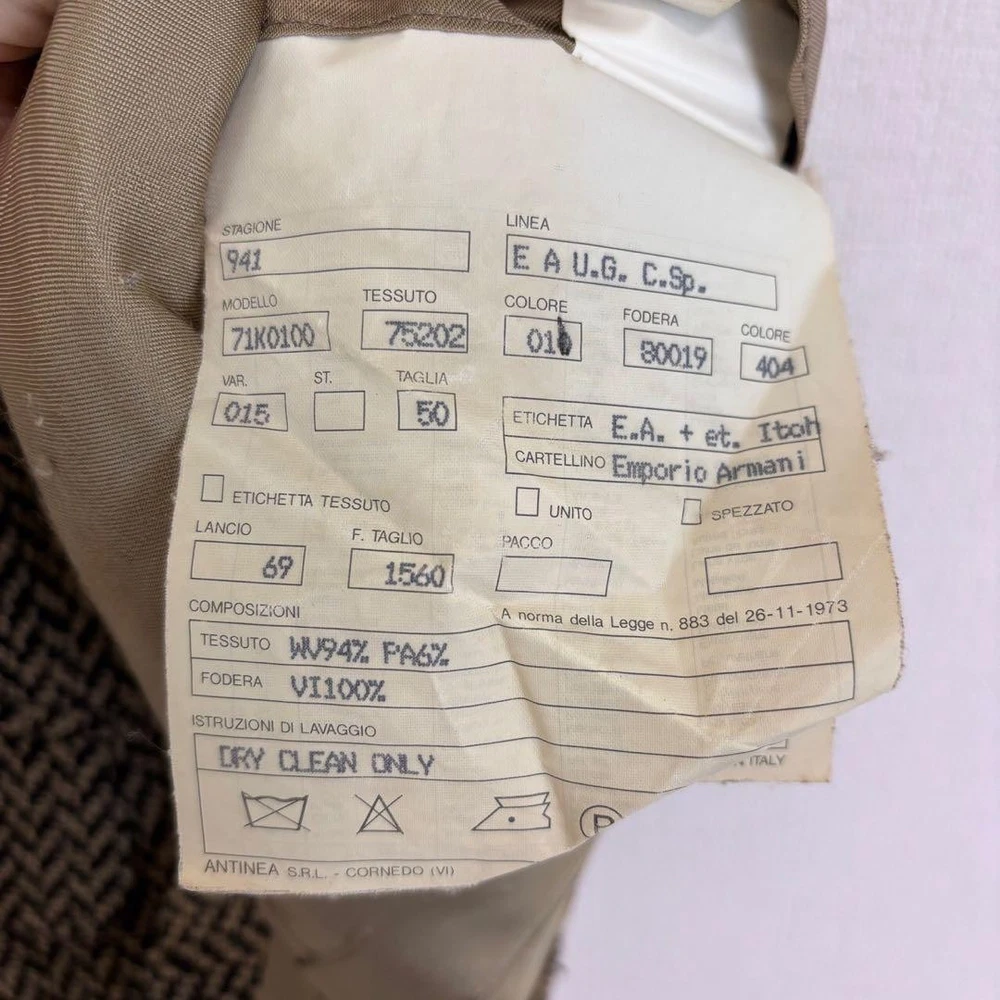 STAGIONE LINEA
941 E A U.G. C.Sp.
MODELLO TESSUTO COLORE FODERA COLORE
71K0100 75202 01 80019 404
VAR. ST. TAGLIA
015 50
ETICHETTA E.A. + et. Itoh
CARTELLINO Emporio Armani
ETICHETTA TESSUTO UNITO SPEZZATO
LANCIO F. TAGLIO PACCO
69 1560
COMPOSIZIONI A norma della Legge n. 883 del 26-11-1973
TESSUTO WV94% PA6%
FODERA VI100%
ISTRUZIONI DI LAVAGGIO
DRY CLEAN ONLY
ITALY
P
ANTINEA S.R.L. - CORNEDO (VI)